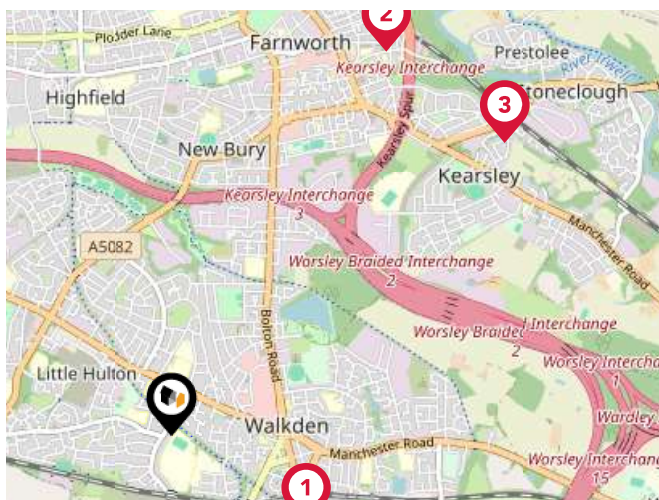 2
Plodder Lane
Farnworth
Prestolee
Kearsley Interchange
River Irwell
Highfield
3
Stoneclough
Kearsley Spur
New Bury
Kearsley
Kearsley Interchange
3
Manchester Road
A5082
Worsley Braided Interchange
2
Bolton Road
Worsley Braided Interchange
2
Worsley Intercha
1
Little Hulton
Wardley
Walkden
Manchester Road
Worsley Interchange
15
1